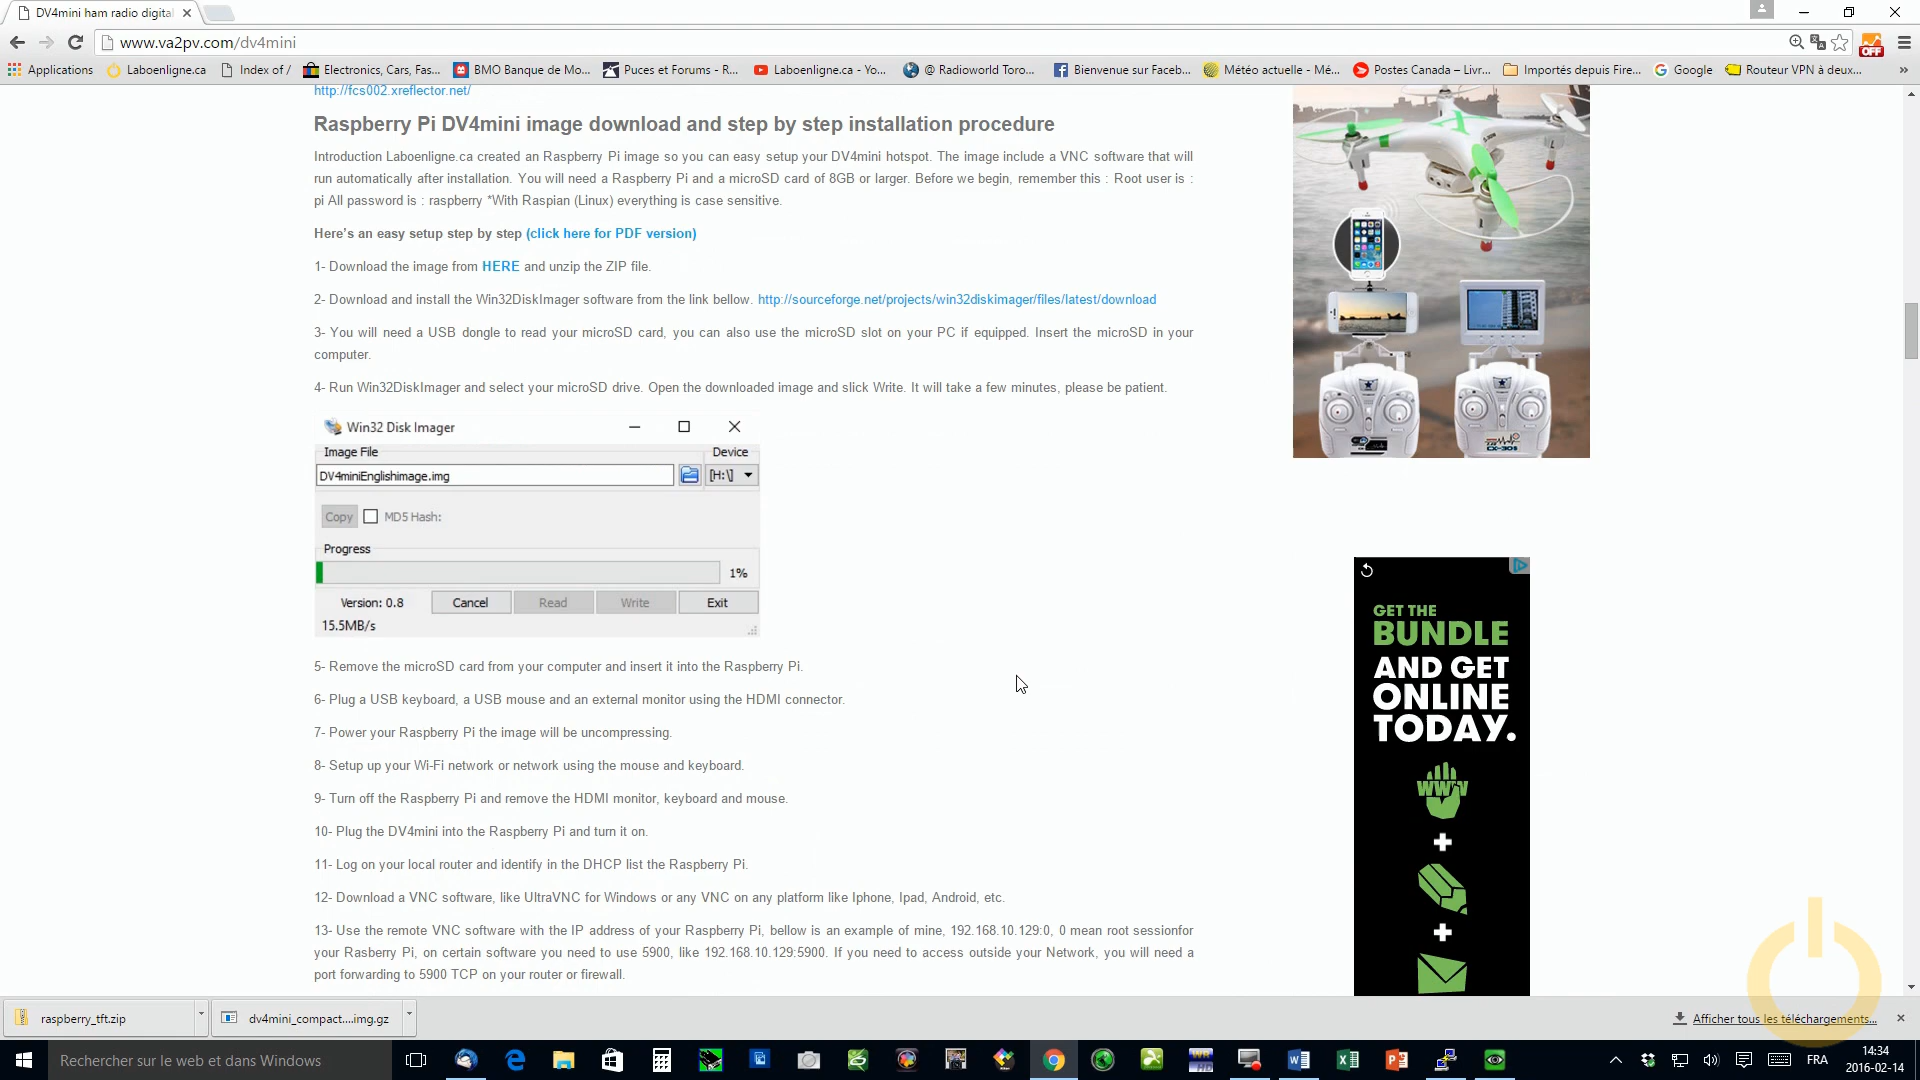 DV4mini ham radio digital
www.va2pv.com/dv4mini
OFF
Applications
Laboenligne.ca
Index of /
Electronics, Cars, Fas...
BMO Banque de Mo...
Puces et Forums - R...
Laboenligne.ca - Yo...
@ Radioworld Toro...
Bienvenue sur Faceb...
Météo actuelle - Mé...
Postes Canada – Livr...
Importés depuis Fire...
Google
Routeur VPN à deux...
»
http://fcs002.xreflector.net/
Raspberry Pi DV4mini image download and step by step installation procedure
Introduction Laboenligne.ca created an Raspberry Pi image so you can easy setup your DV4mini hotspot. The image include a VNC software that will
run automatically after installation. You will need a Raspberry Pi and a microSD card of 8GB or larger. Before we begin, remember this : Root user is :
pi All password is : raspberry *With Raspian (Linux) everything is case sensitive.
Here's an easy setup step by step (click here for PDF version)
1- Download the image from HERE and unzip the ZIP file.
2- Download and install the Win32DiskImager software from the link bellow. http://sourceforge.net/projects/win32diskimager/files/latest/download
3- You will need a USB dongle to read your microSD card, you can also use the microSD slot on your PC if equipped. Insert the microSD in your
computer.
4- Run Win32DiskImager and select your microSD drive. Open the downloaded image and slick Write. It will take a few minutes, please be patient.
Win32 Disk Imager
Image File
Device
DV4miniEnglishimage.img
[H:\]
Copy
MD5 Hash:
Progress
1%
Version: 0.8
Cancel
Read
Write
Exit
15.5MB/s
5- Remove the microSD card from your computer and insert it into the Raspberry Pi.
6- Plug a USB keyboard, a USB mouse and an external monitor using the HDMI connector.
7- Power your Raspberry Pi the image will be uncompressing.
8- Setup up your Wi-Fi network or network using the mouse and keyboard.
9- Turn off the Raspberry Pi and remove the HDMI monitor, keyboard and mouse.
10- Plug the DV4mini into the Raspberry Pi and turn it on.
11- Log on your local router and identify in the DHCP list the Raspberry Pi.
12- Download a VNC software, like UltraVNC for Windows or any VNC on any platform like Iphone, Ipad, Android, etc.
13- Use the remote VNC software with the IP address of your Raspberry Pi, bellow is an example of mine, 192.168.10.129:0, 0 mean root sessionfor
your Rasberry Pi, on certain software you need to use 5900, like 192.168.10.129:5900. If you need to access outside your Network, you will need a
port forwarding to 5900 TCP on your router or firewall.
CX-30S
GET THE
BUNDLE
AND GET
ONLINE
TODAY.
WWW
+
+
raspberry_tft.zip
dv4mini_compact....img.gz
Afficher tous les téléchargements...
Rechercher sur le web et dans Windows
FRA
14:34
2016-02-14